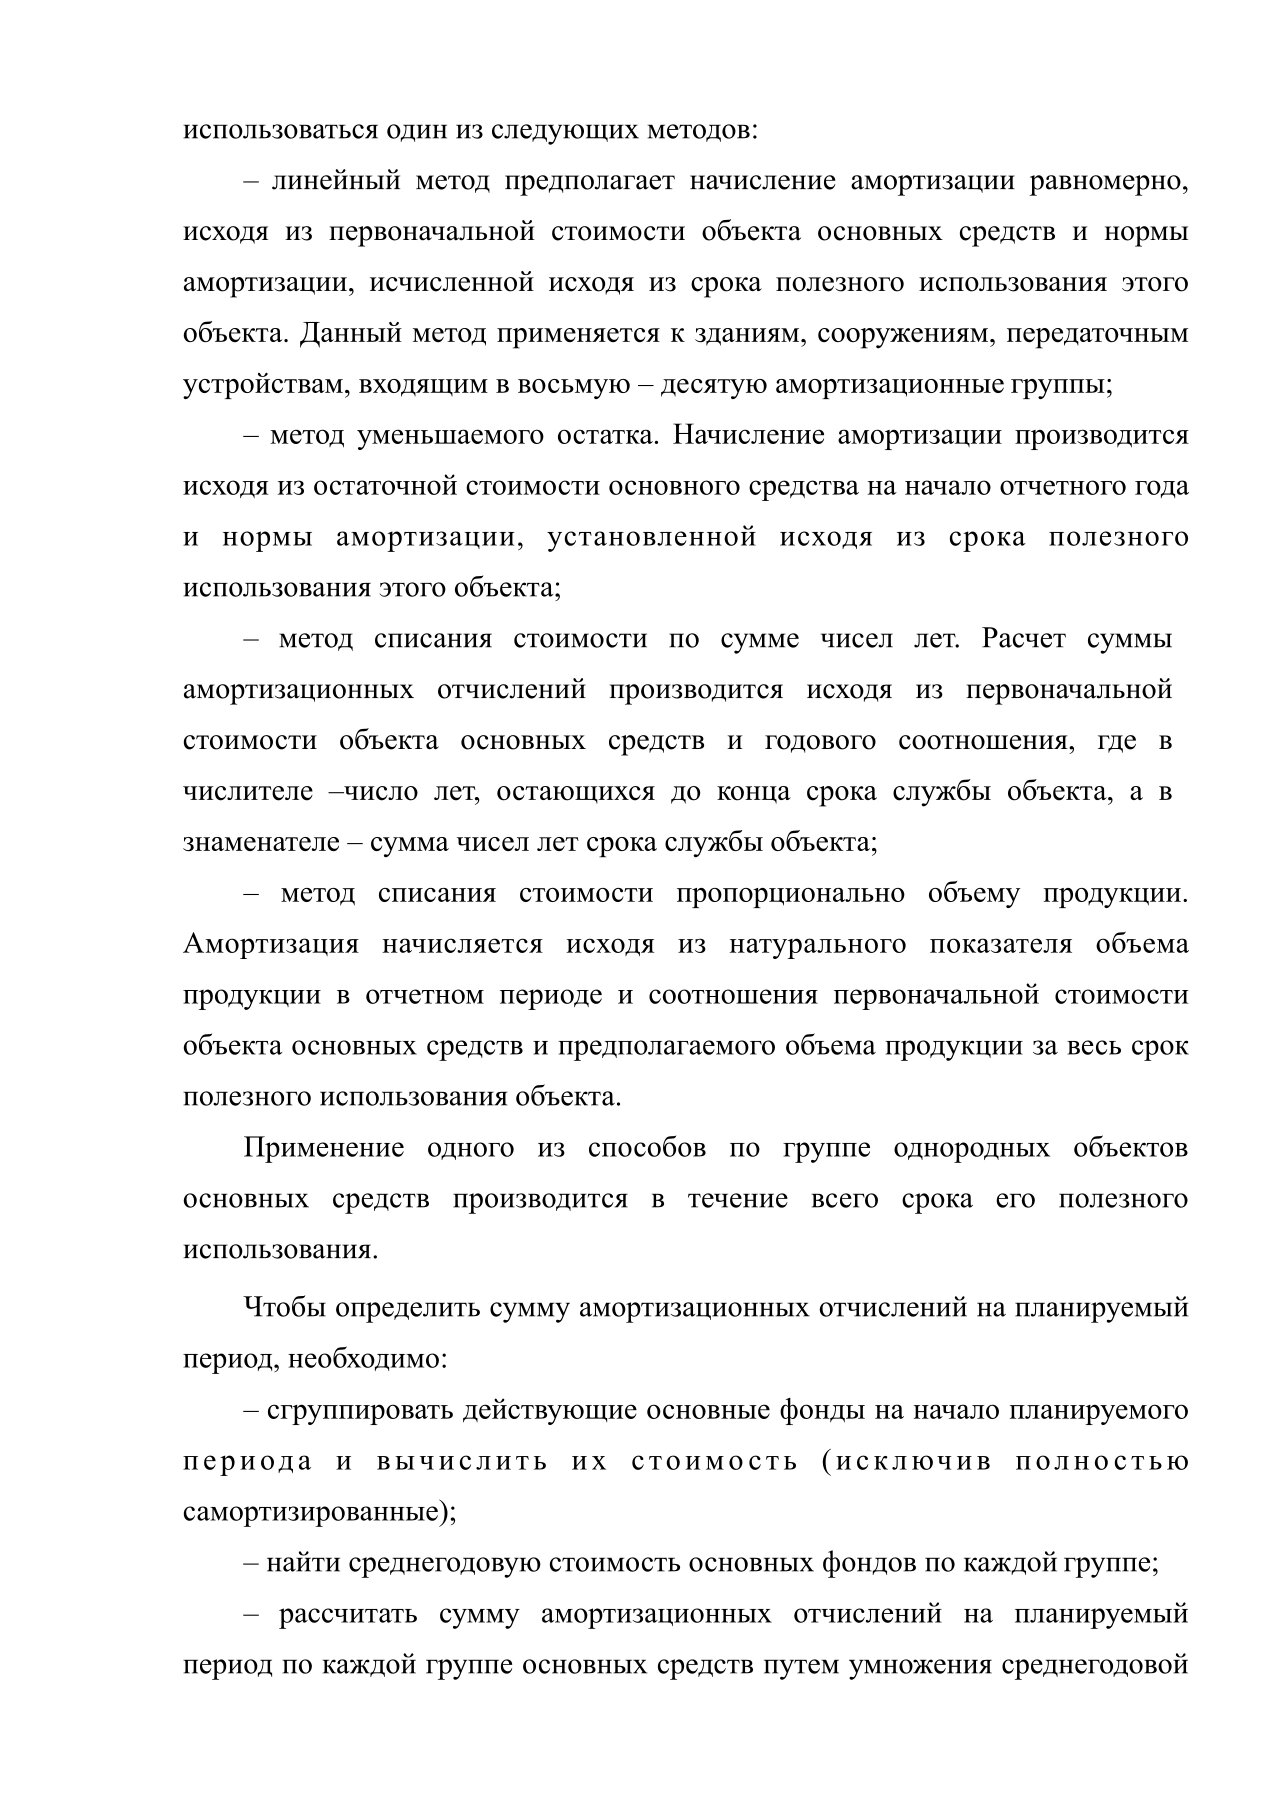 использоваться один из следующих методов:
– линейный метод предполагает начисление амортизации равномерно,
исходя из первоначальной стоимости объекта основных средств и нормы
амортизации, исчисленной исходя из срока полезного использования этого
объекта. Данный метод применяется к зданиям, сооружениям, передаточным
устройствам, входящим в восьмую – десятую амортизационные группы;
– метод уменьшаемого остатка. Начисление амортизации производится
исходя из остаточной стоимости основного средства на начало отчетного года
и нормы амортизации, установленной исходя из срока полезного
использования этого объекта;
– метод списания стоимости по сумме чисел лет. Расчет суммы
амортизационных отчислений производится исходя из первоначальной
стоимости объекта основных средств и годового соотношения, где в
числителе –число лет, остающихся до конца срока службы объекта, а в
знаменателе – сумма чисел лет срока службы объекта;
– метод списания стоимости пропорционально объему продукции.
Амортизация начисляется исходя из натурального показателя объема
продукции в отчетном периоде и соотношения первоначальной стоимости
объекта основных средств и предполагаемого объема продукции за весь срок
полезного использования объекта.
Применение одного из способов по группе однородных объектов
основных средств производится в течение всего срока его полезного
использования.
Чтобы определить сумму амортизационных отчислений на планируемый
период, необходимо:
– сгруппировать действующие основные фонды на начало планируемого
периода и вычислить их стоимость (исключив полностью
самортизированные);
– найти среднегодовую стоимость основных фондов по каждой группе;
– рассчитать сумму амортизационных отчислений на планируемый
период по каждой группе основных средств путем умножения среднегодовой